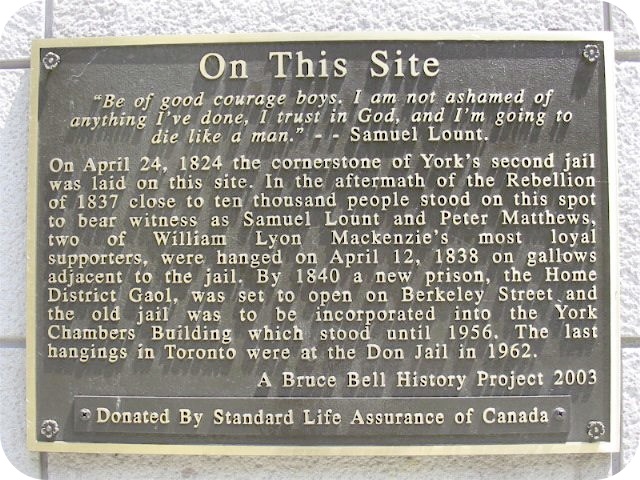 On This Site
"Be of good courage boys. I am not ashamed of
anything I've done, I trust in God, and I'm going to
die like a man." - - Samuel Lount.
On April 24, 1824 the cornerstone of York's second jail
was laid on this site. In the aftermath of the Rebellion
of 1837 close to ten thousand people stood on this spot
to bear witness as Samuel Lount and Peter Matthews,
two of William Lyon Mackenzie's most loyal
supporters, were hanged on April 12, 1838 on gallows
adjacent to the jail. By 1840 a new prison, the Home
District Gaol, was set to open on Berkeley Street and
the old jail was to be incorporated into the York
Chambers Building which stood until 1956. The last
hangings in Toronto were at the Don Jail in 1962.
A Bruce Bell History Project 2003
Donated By Standard Life Assurance of Canada